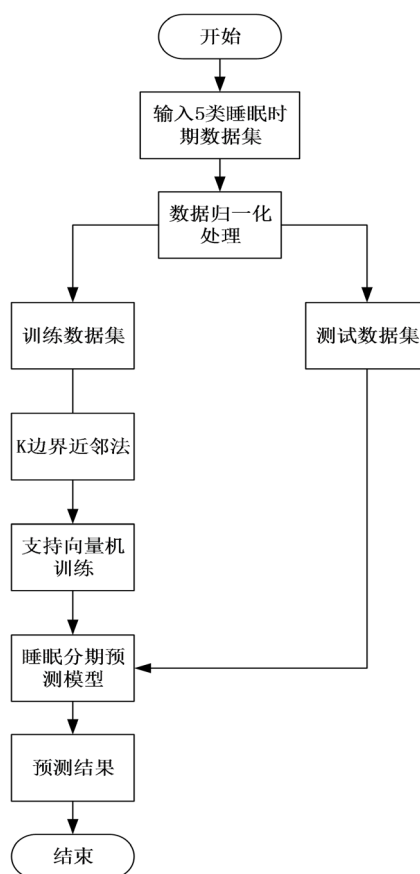 开始
输入5类睡眠时
期数据集
数据归一化
处理
训练数据集
测试数据集
K边界近邻法
支持向量机
训练
睡眠分期预
测模型
预测结果
结束